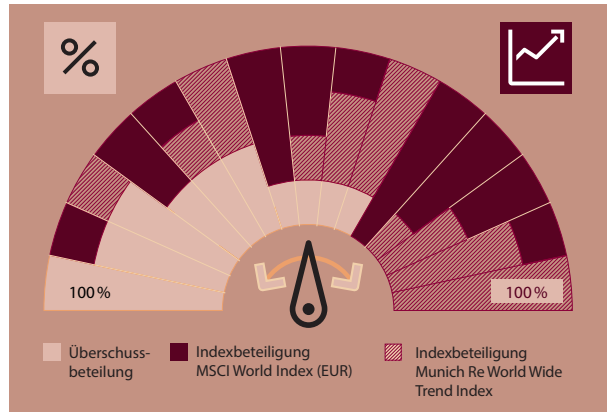 %
100 %
100 %
Überschuss-
beteilung
Indexbeteiligung
MSCI World Index (EUR)
Indexbeteiligung
Munich Re World Wide
Trend Index